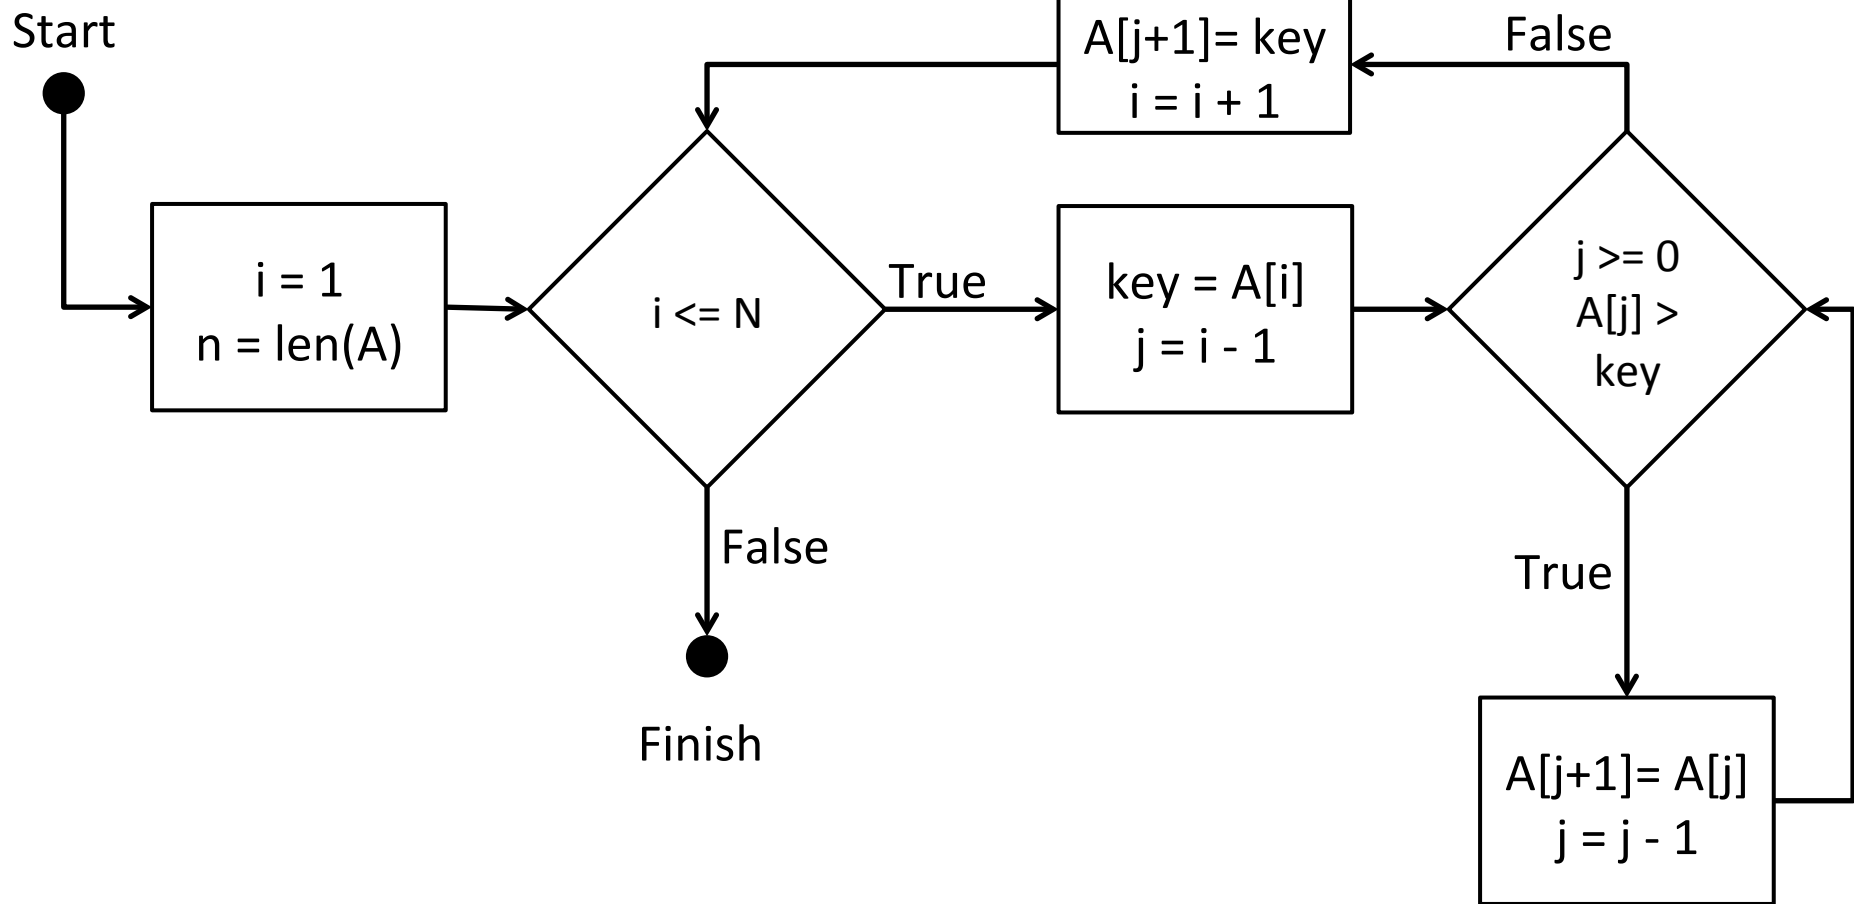 Start
i = 1
n = len(A)
i <= N
True
key = A[i]
j = i - 1
j >= 0
A[j] >
key
False
A[j+1]= key
i = i + 1
True
A[j+1]= A[j]
j = j - 1
False
Finish